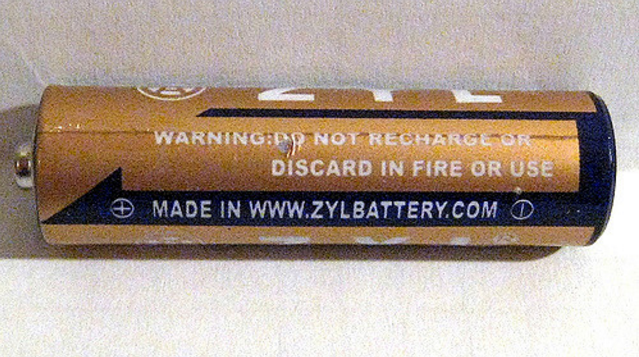 ZYL
WARNING:DO NOT RECHARGE OR
DISCARD IN FIRE OR USE
MADE IN WWW.ZYLBATTERY.COM